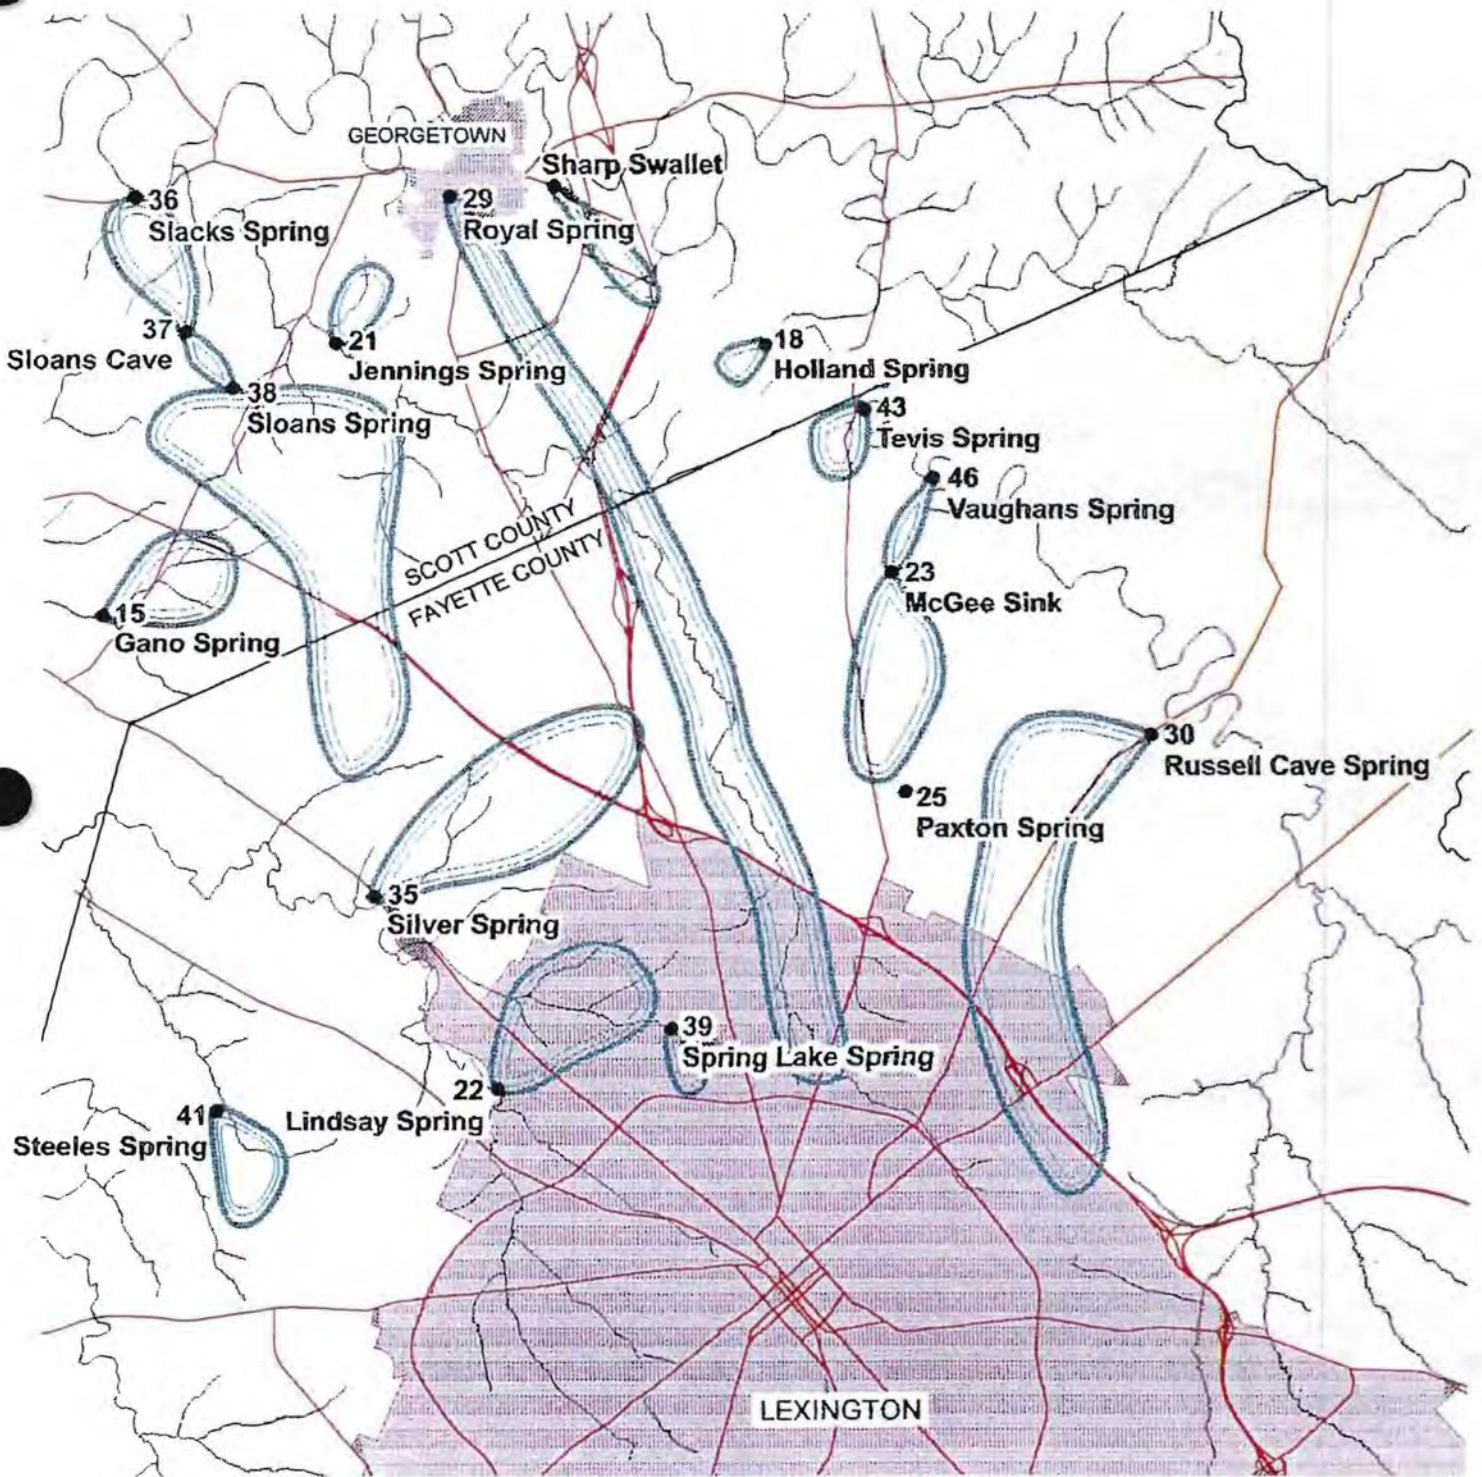 GEORGETOWN
Sharp Swallet
36
Slacks Spring
29
Royal Spring
37
Sloans Cave
21
Jennings Spring
18
Holland Spring
38
Sloans Spring
43
Tevis Spring
46
Vaughans Spring
SCOTT COUNTY
FAYETTE COUNTY
23
McGee Sink
15
Gano Spring
30
Russell Cave Spring
25
Paxton Spring
35
Silver Spring
39
Spring Lake Spring
22
Lindsay Spring
41
Steeles Spring
LEXINGTON